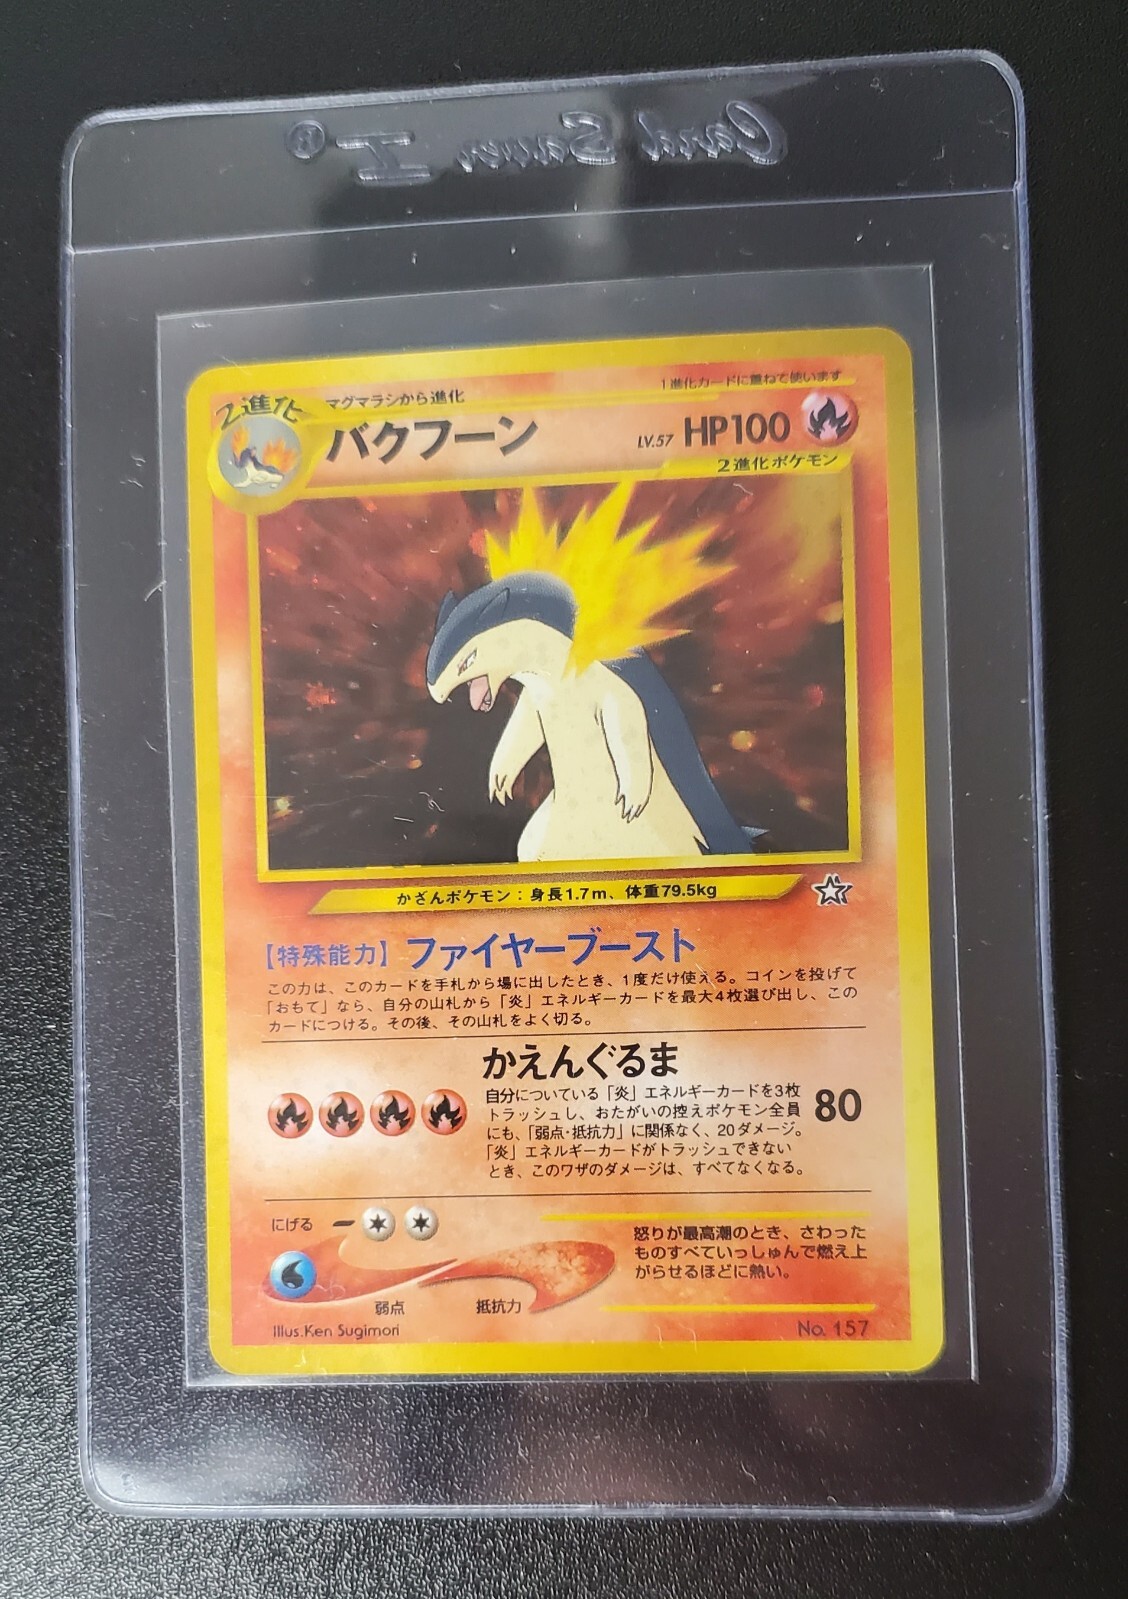 Card Saver I®
2進化
マグマラシから進化
1進化カードに重ねて使います
バクフーン
LV.57 HP100
2進化ポケモン
かざんポケモン：身長1.7m、体重79.5kg
【特殊能力】ファイヤーブースト
この力は、このカードを手札から場に出したとき、1度だけ使える。コインを投げて
「おもて」なら、自分の山札から「炎」エネルギーカードを最大4枚選び出し、この
カードにつける。その後、その山札をよく切る。
かえんぐるま
自分についている「炎」エネルギーカードを3枚
トラッシュし、おたがいの控えポケモン全員
にも、「弱点・抵抗力」に関係なく、20ダメージ。
「炎」エネルギーカードがトラッシュできない
とき、このワザのダメージは、すべてなくなる。
80
にげる
弱点
抵抗力
怒りが最高潮のとき、さわった
ものすべていっしゅんで燃え上
がらせるほどに熱い。
Illus.Ken Sugimori
No. 157